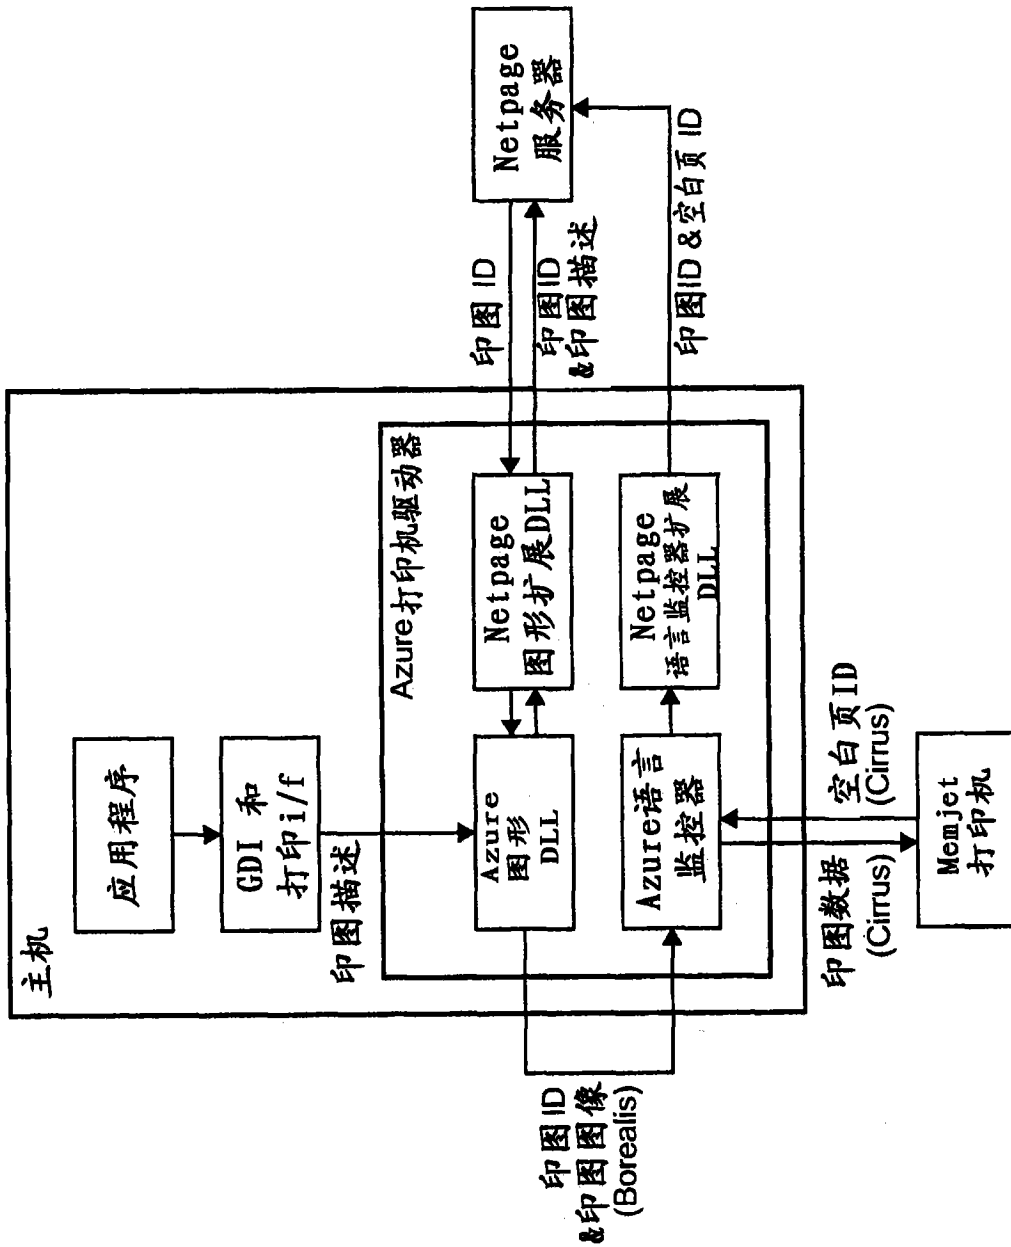 主机
应用程序
GDI 和
打印i/f
印图描述
Azure打印机驱动器
Azure
图形
DLL
Netpage
图形扩展DLL
印图 ID
印图ID
&印图描述
Netpage
服务器
Azure语言
监控器
Netpage
语言监控器扩展
DLL
印图ID &空白页 ID
印图ID
&印图图像
(Borealis)
印图数据
(Cirrus)
空白页ID
(Cirrus)
Memjet
打印机